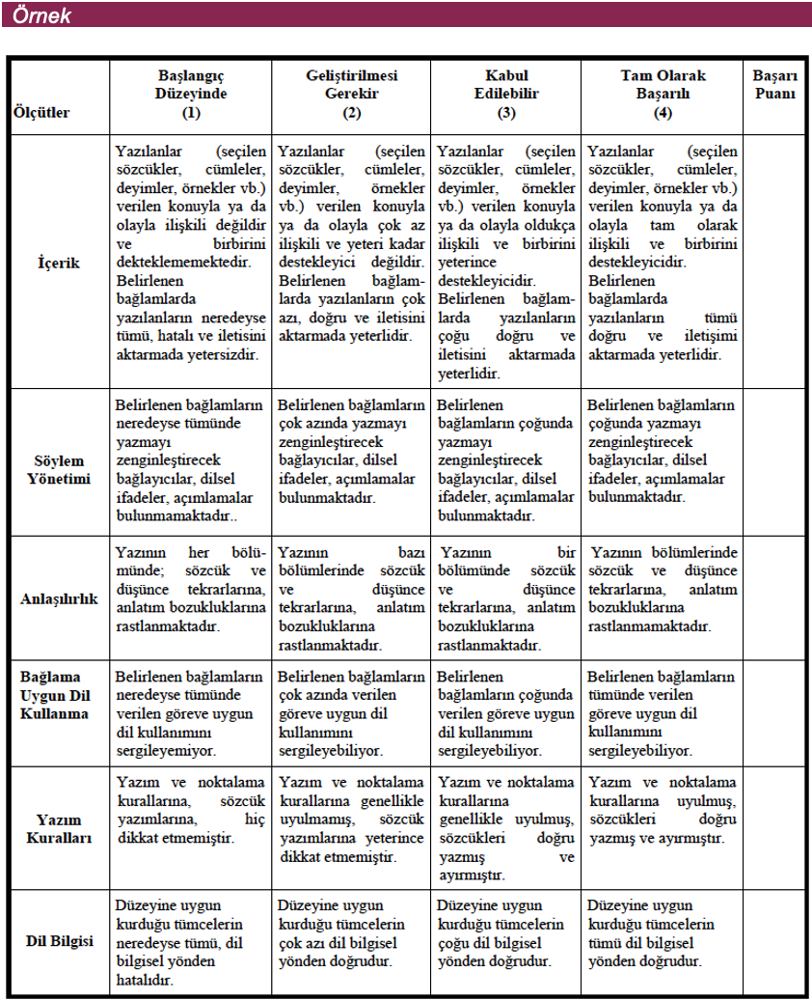 Örnek
Ölçütler
Başlangıç
Düzeyinde
(1)
Geliştirilmesi
Gerekir
(2)
Kabul
Edilebilir
(3)
Tam Olarak
Başarılı
(4)
Başarı
Puanı
İçerik
Yazılanlar (seçilen
sözcükler, cümleler,
deyimler, örnekler vb.)
verilen konuyla ya da
olayla ilişkili değildir
ve birbirini
dekteklememektedir.
Belirlenen
bağlamlarda
yazılanların neredeyse
tümü, hatalı ve iletisini
aktarmada yetersizdir.
Yazılanlar (seçilen
sözcükler, cümleler,
deyimler, örnekler
vb.) verilen konuyla
ya da olayla çok az
ilişkili ve yeteri kadar
destekleyici değildir.
Belirlenen bağlam-
larda yazılanların çok
azı, doğru ve iletisini
aktarmada yeterlidir.
Yazılanlar (seçilen
sözcükler, cümleler,
deyimler, örnekler
vb.) verilen konuyla
ya da olayla oldukça
ilişkili ve birbirini
yeterince
destekleyicidir.
Belirlenen bağlam-
larda yazılanların
çoğu doğru ve
iletisini aktarmada
yeterlidir.
Yazılanlar (seçilen
sözcükler, cümleler,
deyimler, örnekler vb.)
verilen konuyla ya da
olayla tam olarak
ilişkili ve birbirini
destekleyicidir.
Belirlenen
bağlamlarda
yazılanların tümü
doğru ve iletişimi
aktarmada yeterlidir.
Söylem
Yönetimi
Belirlenen bağlamların
neredeyse tümünde
yazmayı
zenginleştirecek
bağlayıcılar, dilsel
ifadeler, açımlamalar
bulunmamaktadır..
Belirlenen bağlamların
çok azında yazmayı
zenginleştirecek
bağlayıcılar, dilsel
ifadeler, açımlamalar
bulunmaktadır.
Belirlenen
bağlamların çoğunda
yazmayı
zenginleştirecek
bağlayıcılar, dilsel
ifadeler, açımlamalar
bulunmaktadır.
Belirlenen bağlamların
çoğunda yazmayı
zenginleştirecek
bağlayıcılar, dilsel
ifadeler, açımlamalar
bulunmaktadır.
Anlaşılırlık
Yazının her bölü-
münde; sözcük ve
düşünce tekrarlarına,
anlatım bozukluklarına
rastlanmaktadır.
Yazının bazı
bölümlerinde sözcük
ve düşünce
tekrarlarına, anlatım
bozukluklarına
rastlanmaktadır.
Yazının bir
bölümünde sözcük
ve düşünce
tekrarlarına, anlatım
bozukluklarına
rastlanmaktadır.
Yazının bölümlerinde
sözcük ve düşünce
tekrarlarına, anlatım
bozukluklarına
rastlanmamaktadır.
Bağlama
Uygun Dil
Kullanma
Belirlenen bağlamların
neredeyse tümünde
verilen göreve uygun
dil kullanımını
sergileyemiyor.
Belirlenen bağlamların
çok azında verilen
göreve uygun dil
kullanımını
sergileyebiliyor.
Belirlenen
bağlamların çoğunda
verilen göreve uygun
dil kullanımını
sergileyebiliyor.
Belirlenen bağlamların
tümünde verilen
göreve uygun dil
kullanımını
sergileyebiliyor.
Yazım
Kuralları
Yazım ve noktalama
kurallarına, sözcük
yazımlarına, hiç
dikkat etmemiştir.
Yazım ve noktalama
kurallarına genellikle
uyulmamış, sözcük
yazımlarına yeterince
dikkat etmemiştir.
Yazım ve noktalama
kurallarına
genellikle uyulmuş,
sözcükleri doğru
yazmış ve
ayırmıştır.
Yazım ve noktalama
kurallarına uyulmuş,
sözcükleri doğru
yazmış ve ayırmıştır.
Dil Bilgisi
Düzeyine uygun
kurduğu tümcelerin
neredeyse tümü, dil
bilgisel yönden
hatalıdır.
Düzeyine uygun
kurduğu tümcelerin
çok azı dil bilgisel
yönden doğrudur.
Düzeyine uygun
kurduğu tümcelerin
çoğu dil bilgisel
yönden doğrudur.
Düzeyine uygun
kurduğu tümcelerin
tümü dil bilgisel
yönden doğrudur.